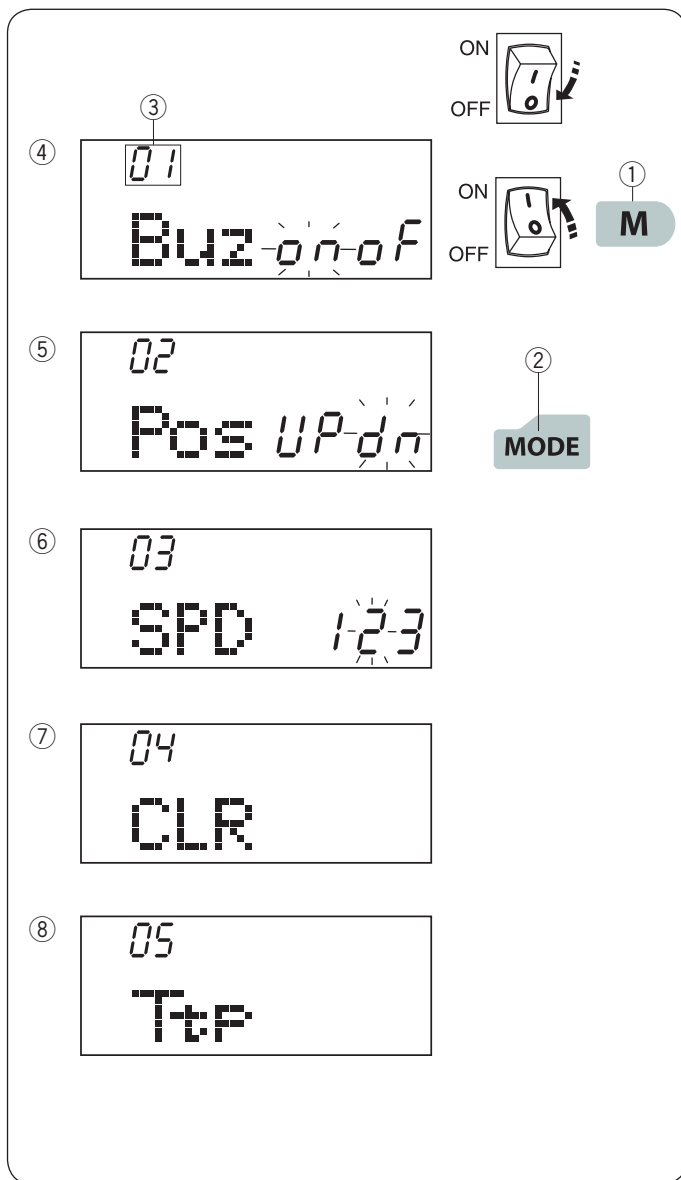 ON
OFF
③
④
01
Buz on-oF
ON
OFF
①
M
⑤
02
Pos UP-dn
②
MODE
⑥
03
SPD 1-2-3
⑦
04
CLR
⑧
05
Ttp